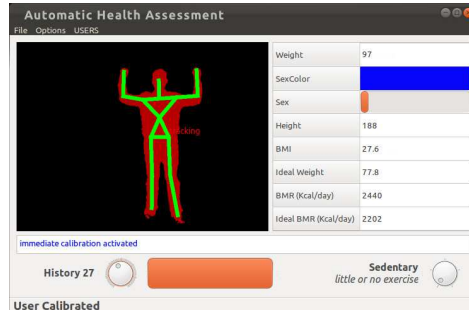 Automatic Health Assessment
File Options USERS
Weight 97
SexColor
Sex
Height 188
BMI 27.6
Ideal Weight 77.8
BMR (Kcal/day) 2440
Ideal BMR (Kcal/day) 2202
immediate calibration activated
History 27
Sedentary
little or no exercise
User Calibrated